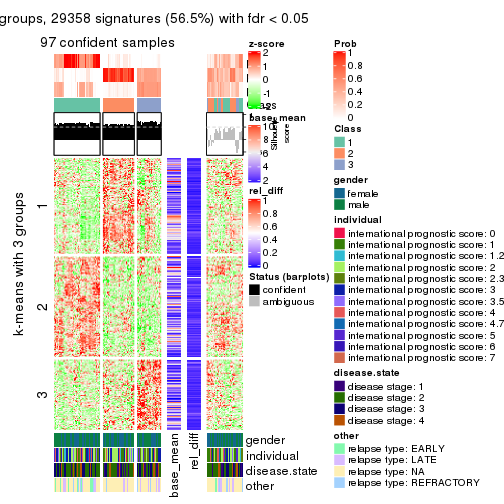 groups, 29358 signatures (56.5%) with fdr < 0.05
97 confident samples
k-means with 3 groups
1
2
3
base_mean
rel_diff
gender
individual
disease.state
other
z-score
2
1
0
-1
-2
Class
base_mean
10
8
6
4
2
Silhouette
score
rel_diff
1
0.8
0.6
0.4
0.2
0
Status (barplots)
confident
ambiguous
Prob
1
0.8
0.6
0.4
0.2
0
Class
1
2
3
gender
female
male
individual
international prognostic score: 0
international prognostic score: 1
international prognostic score: 1.2
international prognostic score: 2
international prognostic score: 2.3
international prognostic score: 3
international prognostic score: 3.5
international prognostic score: 4
international prognostic score: 4.7
international prognostic score: 5
international prognostic score: 6
international prognostic score: 7
disease.state
disease stage: 1
disease stage: 2
disease stage: 3
disease stage: 4
other
relapse type: EARLY
relapse type: LATE
relapse type: NA
relapse type: REFRACTORY